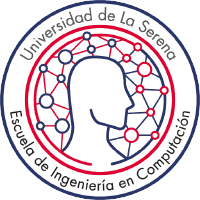 Universidad de La Serena
Escuela de Ingeniería en Computación